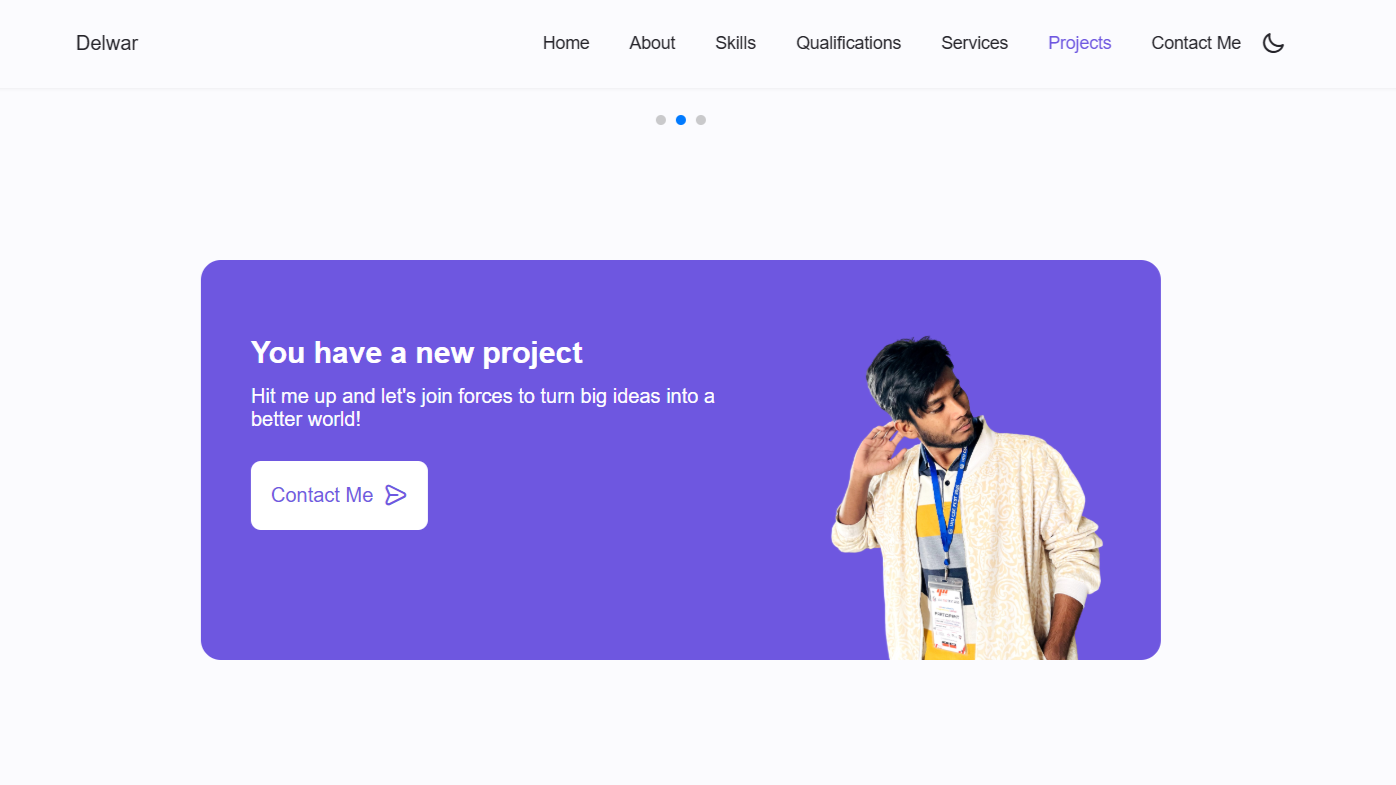 Delwar
Home About Skills Qualifications Services Projects Contact Me
You have a new project
Hit me up and let's join forces to turn big ideas into a
better world!
Contact Me